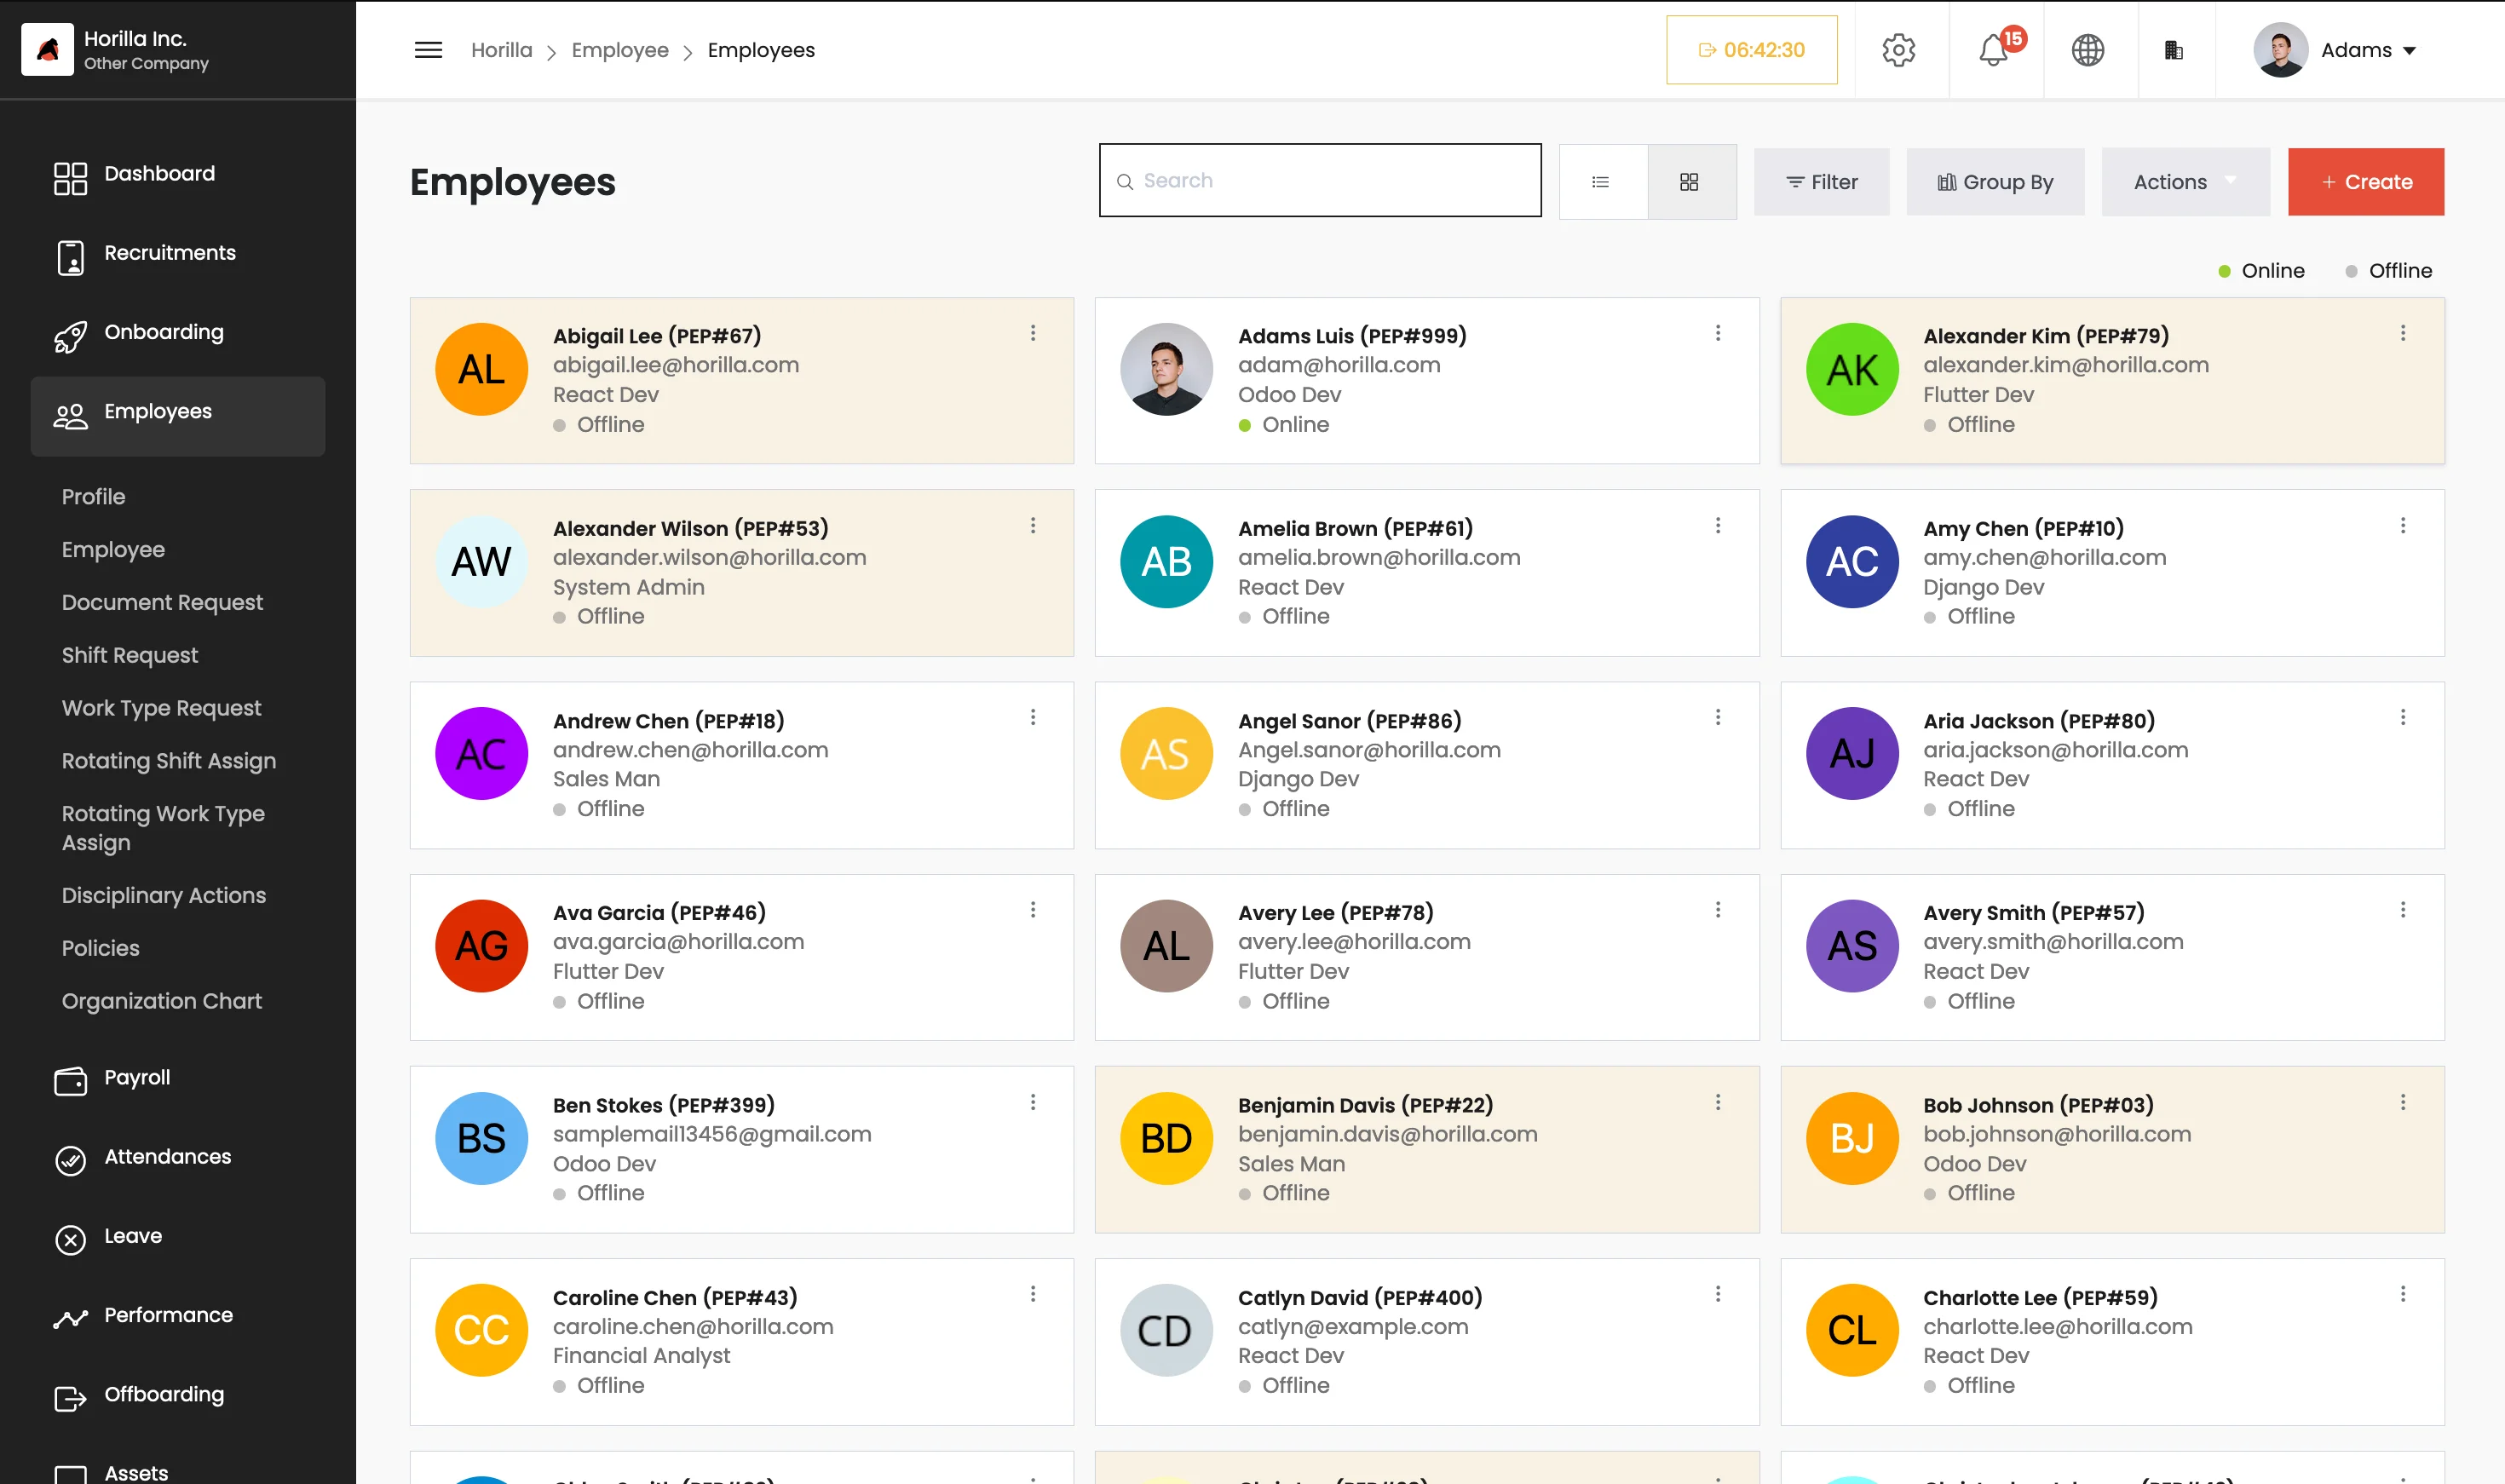 Horilla Inc.
Other Company
Horilla > Employee > Employees
06:42:30
15
Adams
Dashboard
Recruitments
Onboarding
Employees
Profile
Employee
Document Request
Shift Request
Work Type Request
Rotating Shift Assign
Rotating Work Type
Assign
Disciplinary Actions
Policies
Organization Chart
Payroll
Attendances
Leave
Performance
Offboarding
Assets
Employees
Search
Filter
Group By
Actions
+ Create
Online
Offline
AL
Abigail Lee (PEP#67)
abigail.lee@horilla.com
React Dev
Offline
Adams Luis (PEP#999)
adam@horilla.com
Odoo Dev
Online
AK
Alexander Kim (PEP#79)
alexander.kim@horilla.com
Flutter Dev
Offline
AW
Alexander Wilson (PEP#53)
alexander.wilson@horilla.com
System Admin
Offline
AB
Amelia Brown (PEP#61)
amelia.brown@horilla.com
React Dev
Offline
AC
Amy Chen (PEP#10)
amy.chen@horilla.com
Django Dev
Offline
AC
Andrew Chen (PEP#18)
andrew.chen@horilla.com
Sales Man
Offline
AS
Angel Sanor (PEP#86)
Angel.sanor@horilla.com
Django Dev
Offline
AJ
Aria Jackson (PEP#80)
aria.jackson@horilla.com
React Dev
Offline
AG
Ava Garcia (PEP#46)
ava.garcia@horilla.com
Flutter Dev
Offline
AL
Avery Lee (PEP#78)
avery.lee@horilla.com
Flutter Dev
Offline
AS
Avery Smith (PEP#57)
avery.smith@horilla.com
React Dev
Offline
BS
Ben Stokes (PEP#399)
samplemail13456@gmail.com
Odoo Dev
Offline
BD
Benjamin Davis (PEP#22)
benjamin.davis@horilla.com
Sales Man
Offline
BJ
Bob Johnson (PEP#03)
bob.johnson@horilla.com
Odoo Dev
Offline
CC
Caroline Chen (PEP#43)
caroline.chen@horilla.com
Financial Analyst
Offline
CD
Catlyn David (PEP#400)
catlyn@example.com
React Dev
Offline
CL
Charlotte Lee (PEP#59)
charlotte.lee@horilla.com
React Dev
Offline